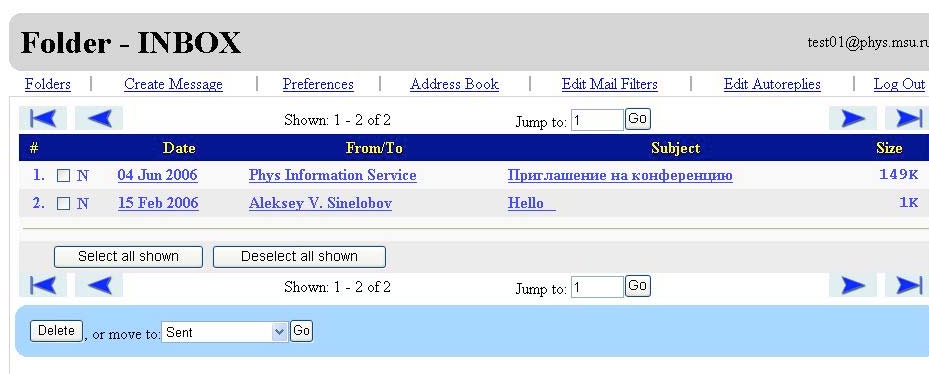 Folder - INBOX
test01@phys.msu.ru
Folders | Create Message | Preferences | Address Book | Edit Mail Filters | Edit Autoreplies | Log Out
Shown: 1 - 2 of 2 Jump to: 1 Go
# Date From/To Subject Size
1. N 04 Jun 2006 Phys Information Service Приглашение на конференцию 149K
2. N 15 Feb 2006 Aleksey V. Sinelobov Hello 1K
Select all shown Deselect all shown
Shown: 1 - 2 of 2 Jump to: 1 Go
Delete , or move to: Sent Go